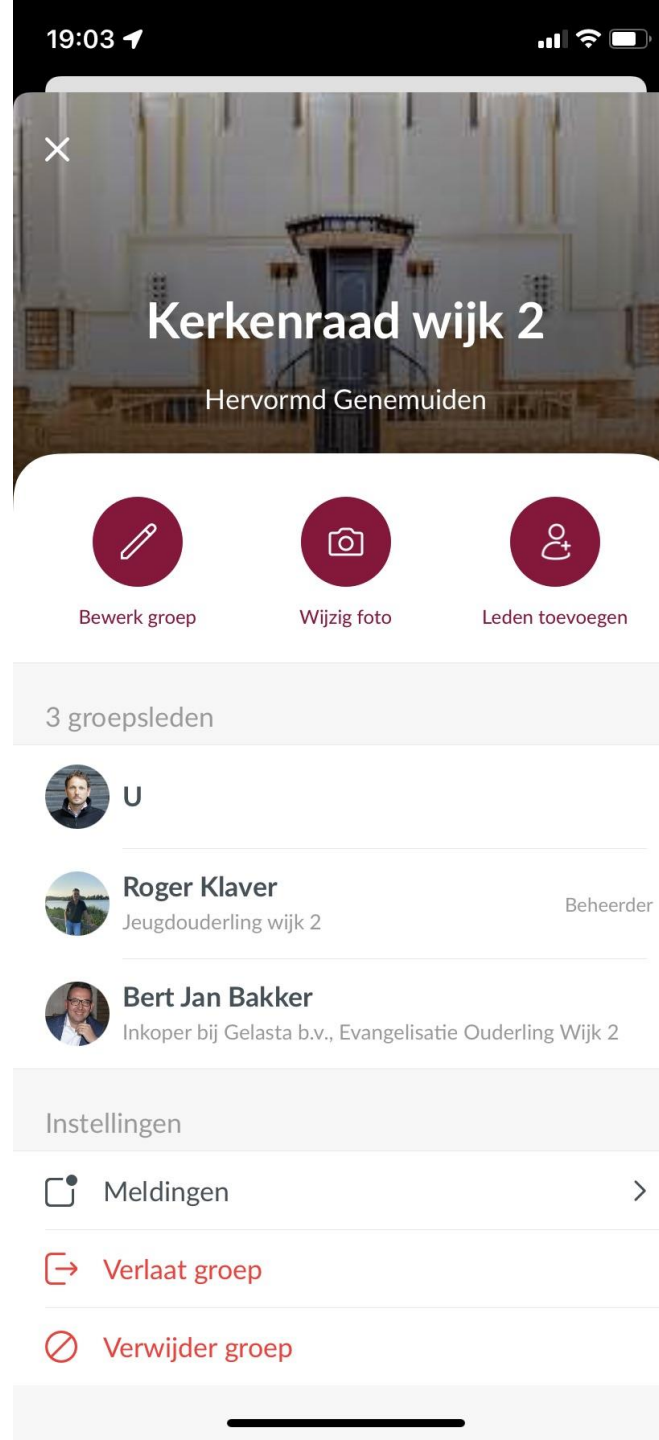 19:03
Kerkenraad wijk 2
Hervormd Genemuiden
Bewerk groep
Wijzig foto
Leden toevoegen
3 groepsleden
U
Roger Klaver
Jeugdouderling wijk 2
Beheerder
Bert Jan Bakker
Inkoper bij Gelasta b.v., Evangelisatie Ouderling Wijk 2
Instellingen
Meldingen
Verlaat groep
Verwijder groep